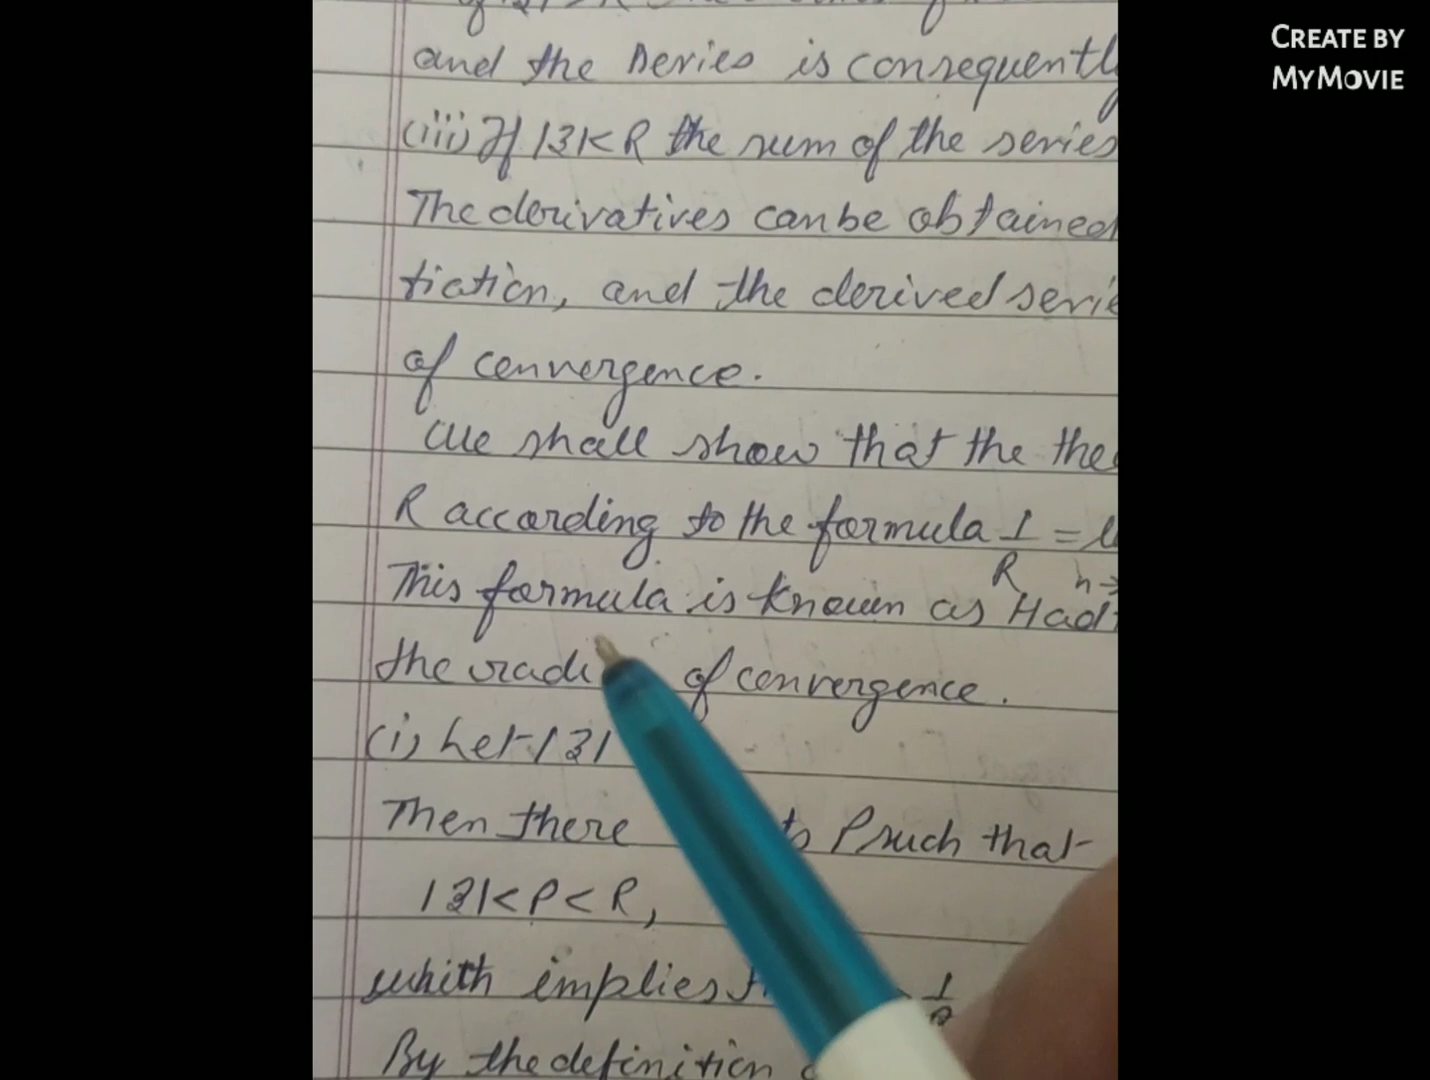 and the series is consequently
(iii) If |z|<R the sum of the series
The derivatives can be obtained
tiation, and the derived serie
of convergence.
We shall show that the the
R according to the formula 1/R = l
n→
This formula is known as Had
the radi of convergence.
(i) Let |z|
Then there ts P such that
|z|<P<R,
which implies 1
By the definition
CREATE BY
MYMOVIE